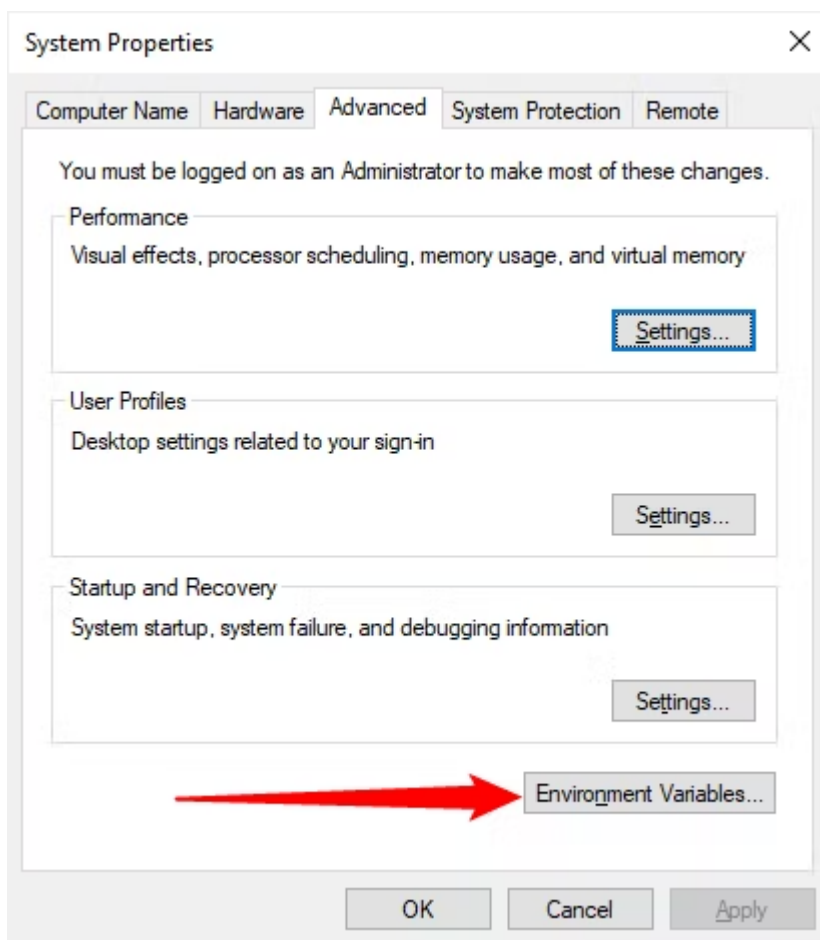 System Properties
Computer Name Hardware Advanced System Protection Remote
You must be logged on as an Administrator to make most of these changes.
Performance
Visual effects, processor scheduling, memory usage, and virtual memory
Settings...
User Profiles
Desktop settings related to your sign-in
Settings...
Startup and Recovery
System startup, system failure, and debugging information
Settings...
Environment Variables...
OK Cancel Apply